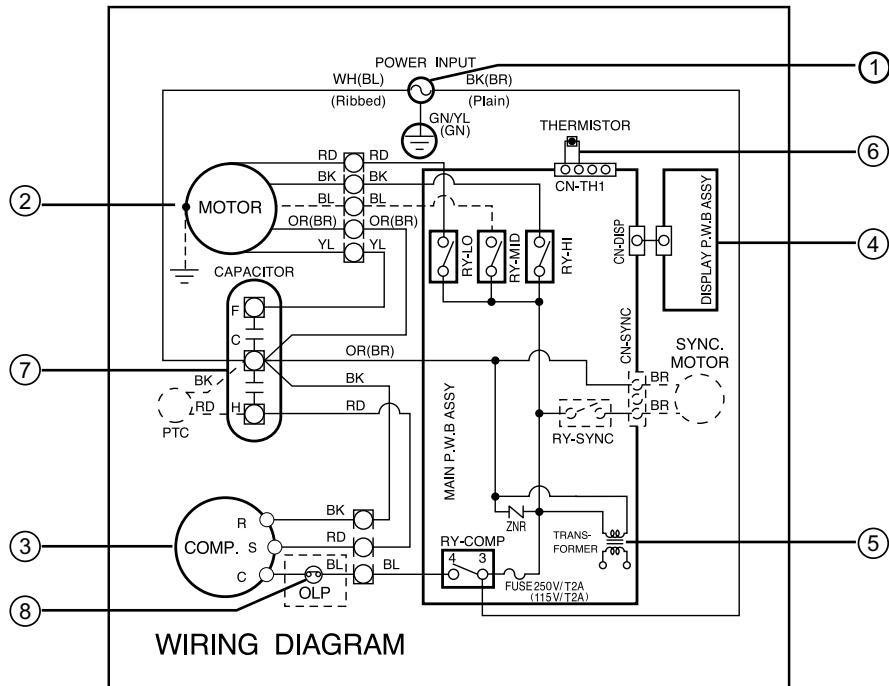 POWER INPUT
WH(BL)
BK(BR)
(Ribbed)
(Plain)
GN/YL
(GN)
1
THERMISTOR
6
CN-TH1
RD RD
BK BK
BL BL
OR(BR) OR(BR)
YL YL
2
MOTOR
CAPACITOR
F
C
H
7
BK
RD
PTC
OR(BR)
BK
RD
RY-LO
RY-MID
RY-HI
CN-DISP
DISPLAY P.W.B ASSY
4
CN-SYNC
SYNC.
MOTOR
BR
BR
RY-SYNC
MAIN P.W.B ASSY
ZNR
TRANS-
FORMER
5
RY-COMP
4 3
FUSE 250V/T2A
(115V/T2A)
3
COMP.
R
S
C
BK
RD
BL BL
OLP
8
WIRING DIAGRAM